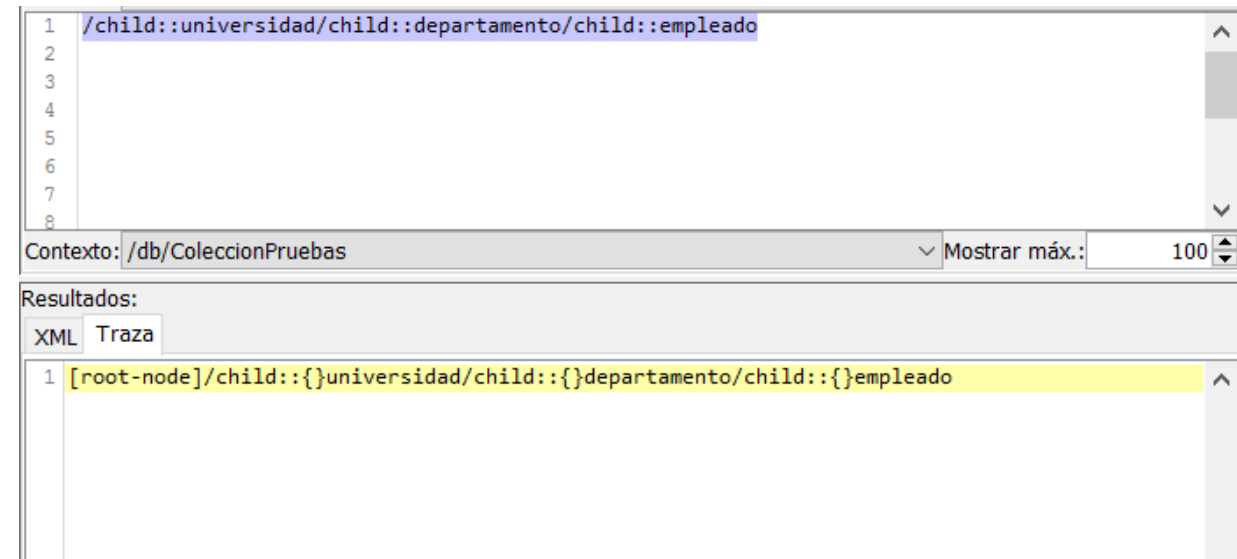 1 /child::universidad/child::departamento/child::empleado
2
3
4
5
6
7
8
Contexto: /db/ColeccionPruebas Mostrar máx.: 100
Resultados:
XML Traza
1 [root-node]/child::{}universidad/child::{}departamento/child::{}empleado